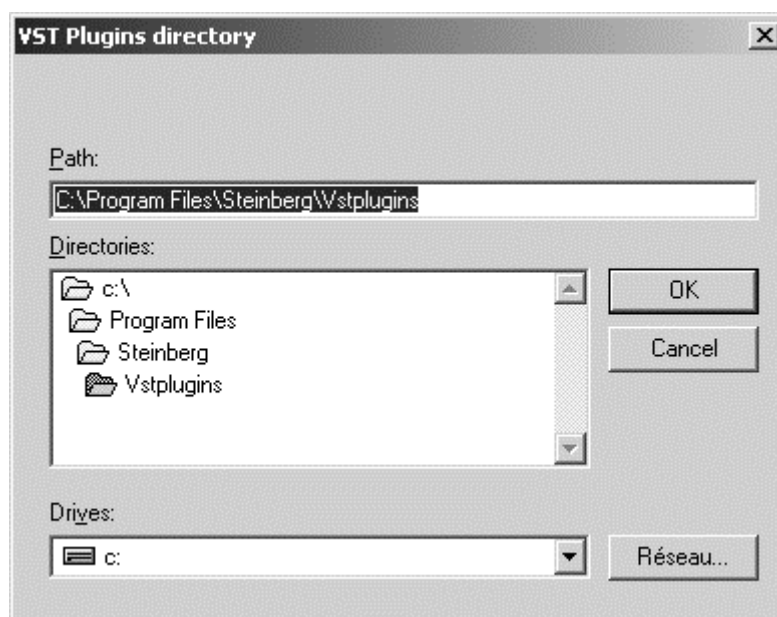 VST Plugins directory
Path:
C:\Program Files\Steinberg\Vstplugins
Directories:
c:\
Program Files
Steinberg
Vstplugins
OK
Cancel
Drives:
c:
Réseau...